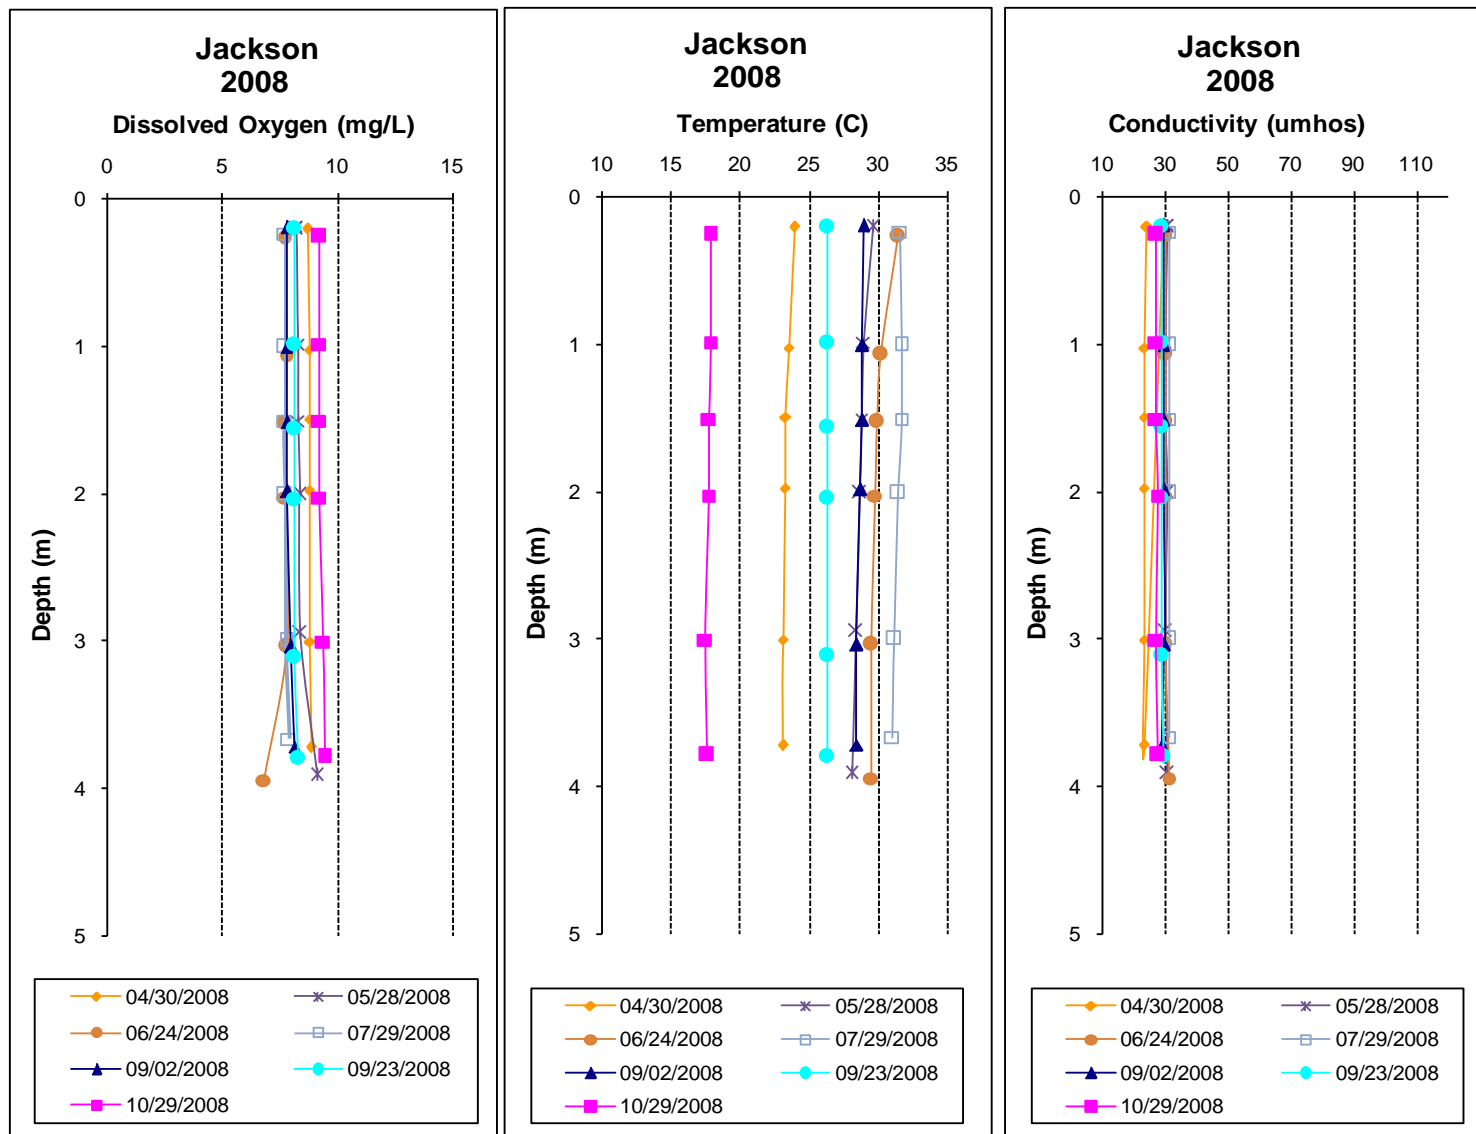 Jackson
2008
Dissolved Oxygen (mg/L)
0 5 10 15
0
1
2
3
4
5
Depth (m)
04/30/2008 05/28/2008
06/24/2008 07/29/2008
09/02/2008 09/23/2008
10/29/2008
Jackson
2008
Temperature (C)
10 15 20 25 30 35
0
1
2
3
4
5
Depth (m)
04/30/2008 05/28/2008
06/24/2008 07/29/2008
09/02/2008 09/23/2008
10/29/2008
Jackson
2008
Conductivity (umhos)
10 30 50 70 90 110
0
1
2
3
4
5
Depth (m)
04/30/2008 05/28/2008
06/24/2008 07/29/2008
09/02/2008 09/23/2008
10/29/2008